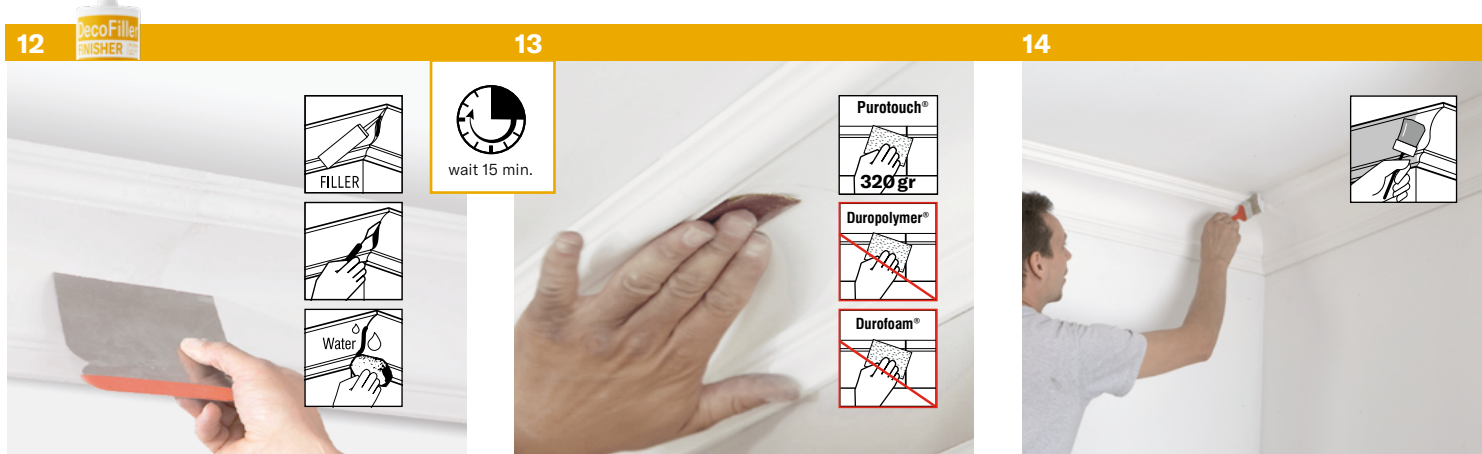 12
DecoFiller
FINISHER
FILLER
Water
wait 15 min.
13
Purotouch®
320 gr
Duropolymer®
Durofoam®
14